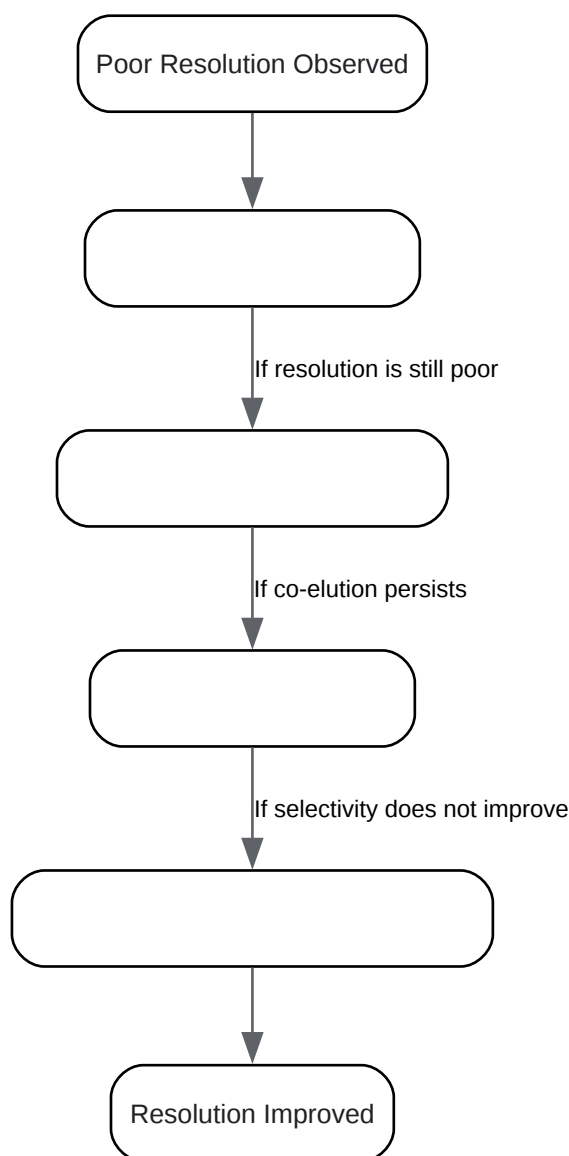 Poor Resolution Observed
If resolution is still poor
If co-elution persists
If selectivity does not improve
Resolution Improved